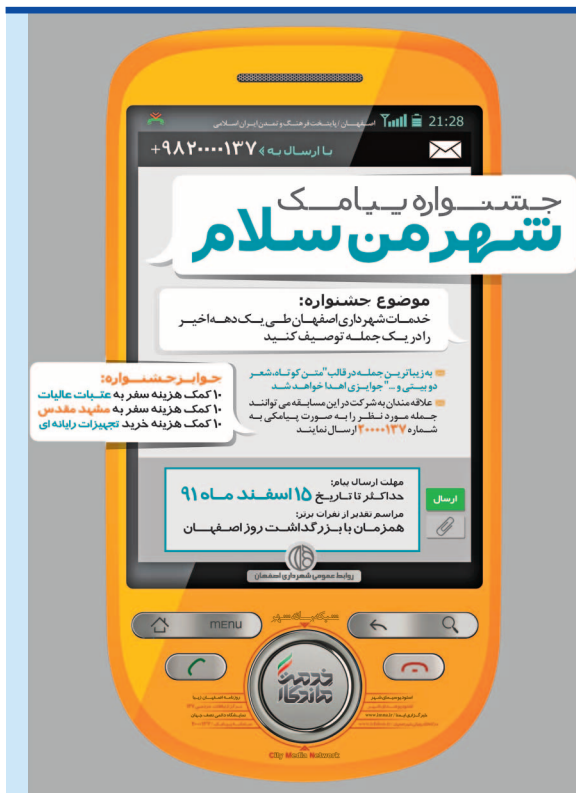 21:28 اصفهان / پایتخت فرهنگ و تمدن ایران اسلامی
با ارسال به +۹۸۲۰۰۰۰۱۳۷
جشنواره پیامک
شهر من سلام
موضوع جشنواره:
خدمات شهرداری اصفهان طی یک دهه اخیر
را در یک جمله توصیف کنید
به زیباترین جمله در قالب "متن کوتاه، شعر
دو بیتی و ..." جوایزی اهدا خواهد شد
علاقه مندان به شرکت در این مسابقه می توانند
جمله مورد نظر را به صورت پیامکی به
شماره ۲۰۰۰۰۱۳۷ ارسال نمایند
جوایز جشنواره:
۱۰ کمک هزینه سفر به عتبات عالیات
۱۰ کمک هزینه سفر به مشهد مقدس
۱۰ کمک هزینه خرید تجهیزات رایانه ای
مهلت ارسال پیام:
حداکثر تا تاریخ ۱۵ اسفند ماه ۹۱
مراسم تقدیر از نفرات برتر:
همزمان با بزرگداشت روز اصفهان
ارسال
روابط عمومی شهرداری اصفهان
menu
خدمت ماندگار
City Media Network